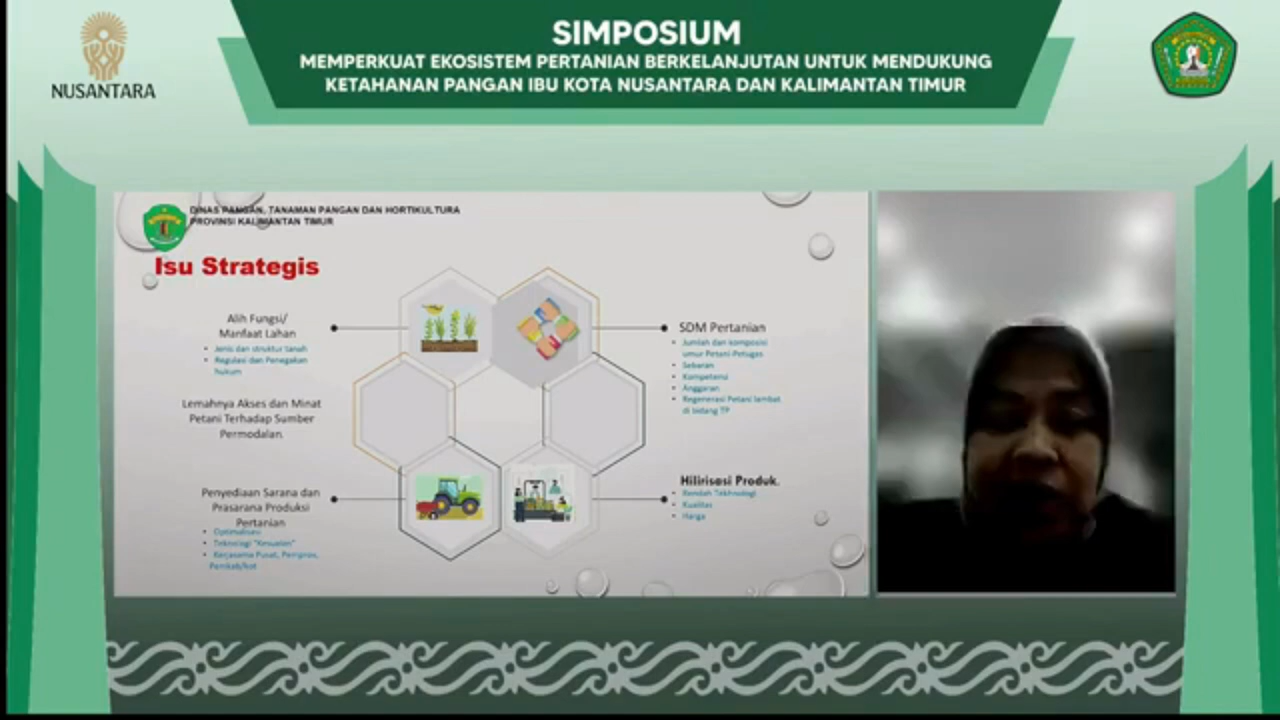 SIMPOSIUM
MEMPERKUAT EKOSISTEM PERTANIAN BERKELANJUTAN UNTUK MENDUKUNG
KETAHANAN PANGAN IBU KOTA NUSANTARA DAN KALIMANTAN TIMUR
NUSANTARA
DINAS PANGAN, TANAMAN PANGAN DAN HORTIKULTURA
PROVINSI KALIMANTAN TIMUR
Isu Strategis
Alih Fungsi/
Manfaat Lahan
• Jenis dan struktur tanah
• Regulasi dan Penegakan
hukum
Lemahnya Akses dan Minat
Petani Terhadap Sumber
Permodalan.
Penyediaan Sarana dan
Prasarana Produksi
Pertanian
• Optimalisasi
• Teknologi "Kesuaian"
• Kerjasama Pusat, Pemprov,
Pemkab/kot
SDM Pertanian
• Jumlah dan komposisi
umur Petani-Petugas
• Sebaran
• Kompetensi
• Anggaran
• Regenerasi Petani lambat
di bidang TP
Hilirisasi Produk.
• Rendah Tekhnologi
• Kualitas
• Harga